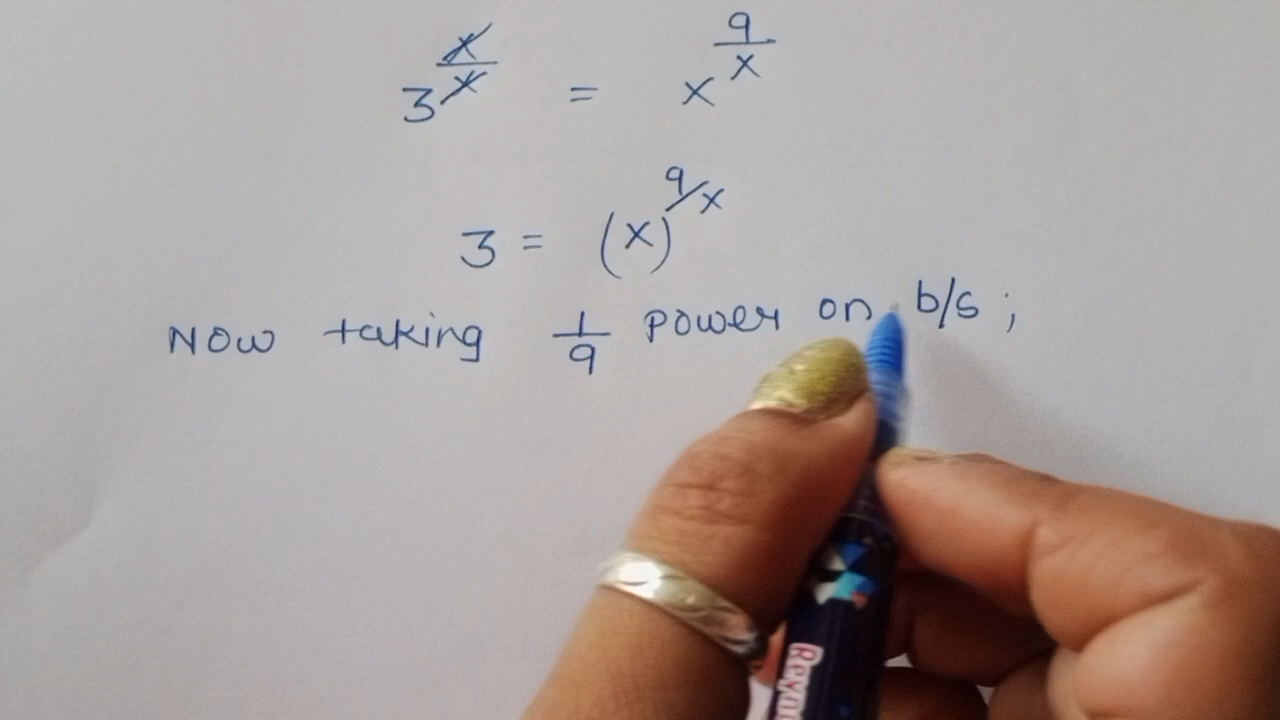 3^(x/x) = x^(9/x)
3 = (x)^(9/x)
Now taking 1/9 power on b/s ;